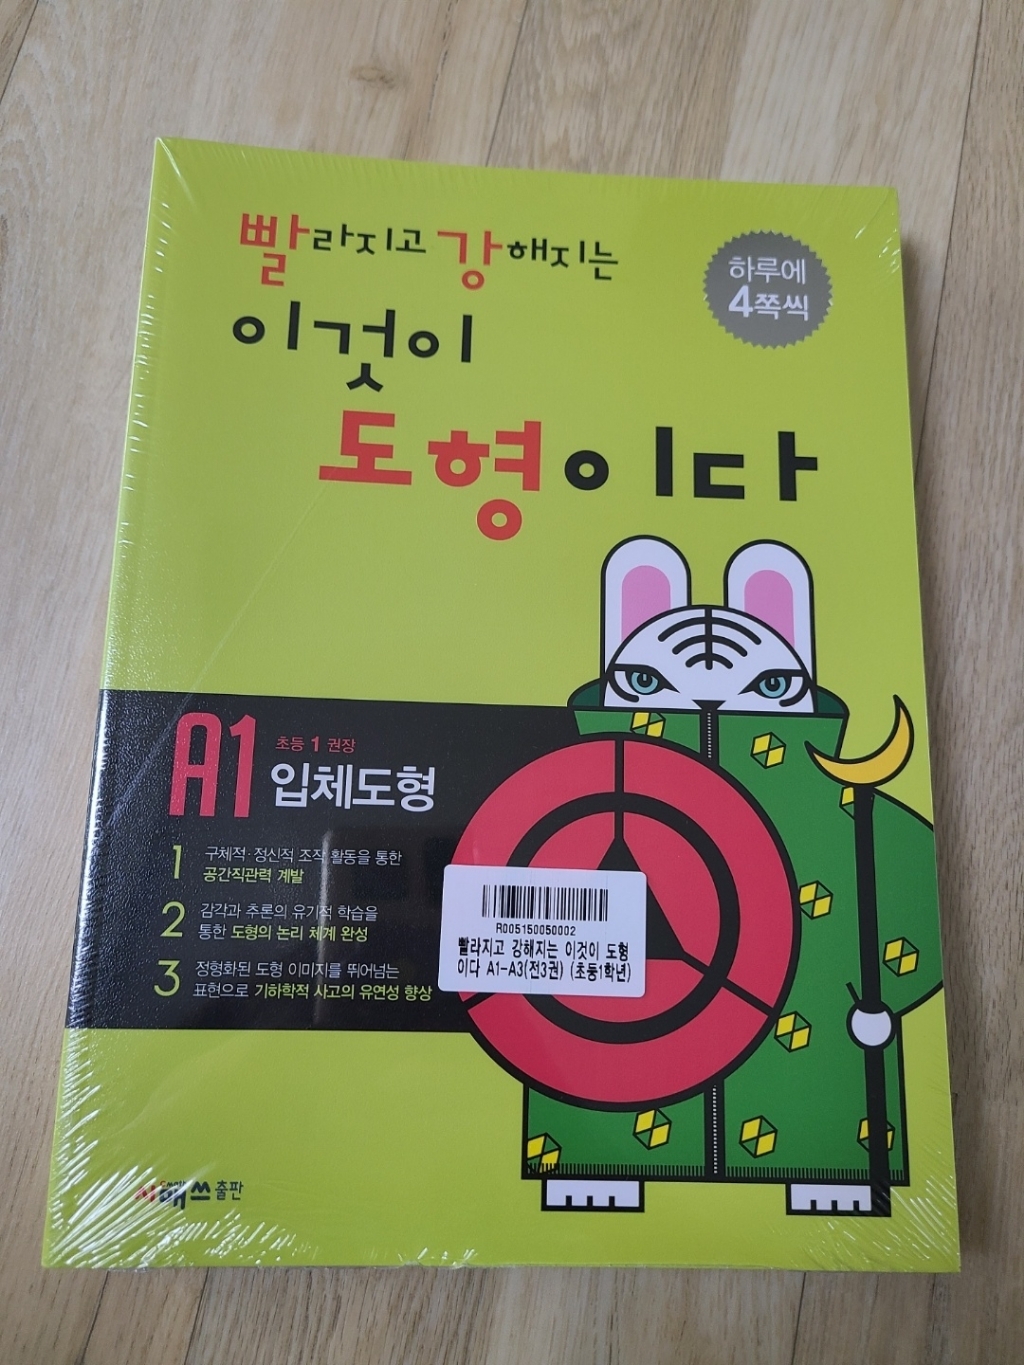 빨라지고 강해지는
이것이
도형이다
하루에
4쪽씩
A1
초등 1 권장
입체도형
1 구체적·정신적 조작 활동을 통한
공간직관력 계발
2 감각과 추론의 유기적 학습을
통한 도형의 논리 체계 완성
3 정형화된 도형 이미지를 뛰어넘는
표현으로 기하학적 사고의 유연성 향상
R005150050002
빨라지고 강해지는 이것이 도형
이다 A1-A3(전3권) (초등1학년)
시매쓰출판